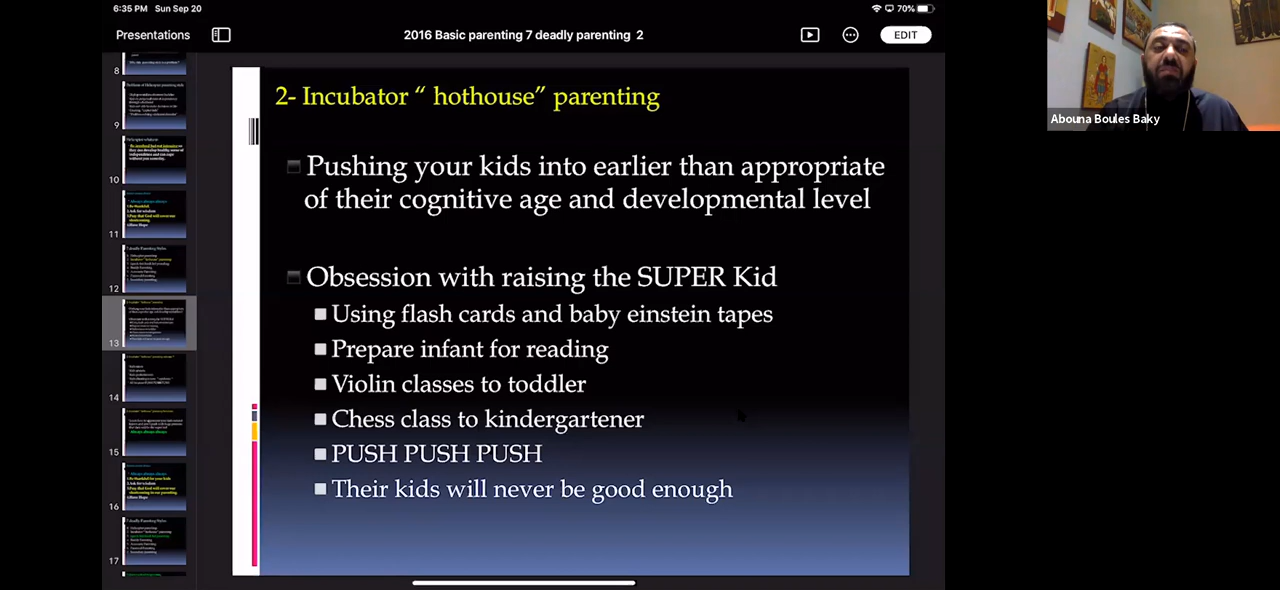 6:35 PM Sun Sep 20
70%
Presentations
2016 Basic parenting 7 deadly parenting 2
EDIT
8
9
10
11
12
13
14
15
16
17
2- Incubator “ hothouse” parenting
Pushing your kids into earlier than appropriate
of their cognitive age and developmental level
Obsession with raising the SUPER Kid
Using flash cards and baby einstein tapes
Prepare infant for reading
Violin classes to toddler
Chess class to kindergartener
PUSH PUSH PUSH
Their kids will never be good enough
Abouna Boules Baky